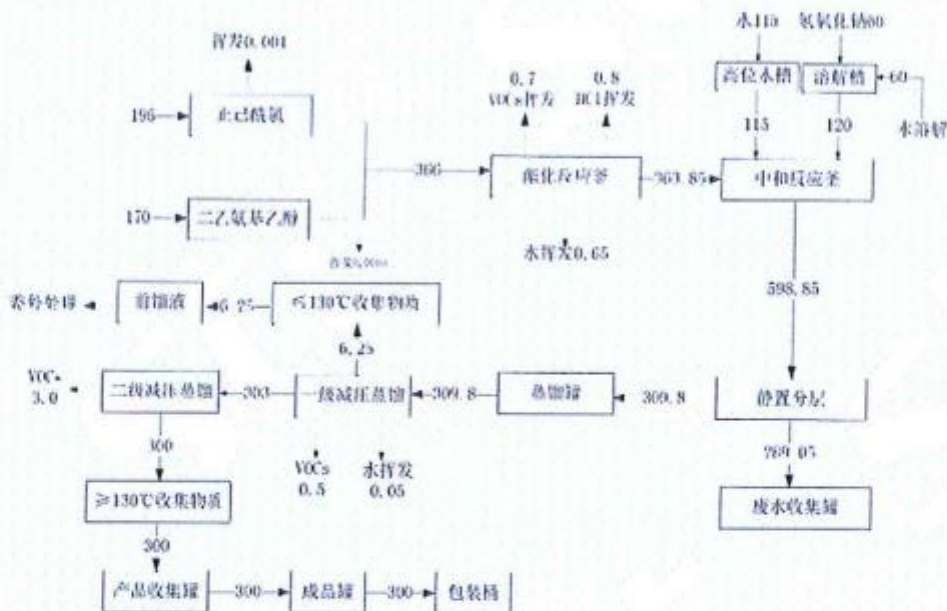 水115
氢氧化钠60
挥发0.001
高位水槽
溶解槽
60
水溶解
0.7
VOCs挥发
0.8
HCl挥发
196
正己酰氯
115
120
366
酯化反应釜
363.85
中和反应釜
170
二乙氨基乙醇
水挥发0.65
598.85
前馏液
6.25
≤130℃收集物质
6.25
VOCs
3.0
二级减压蒸馏
303
一级减压蒸馏
309.8
蒸馏罐
309.8
静置分层
300
VOCs
0.5
水挥发
0.05
289.05
≥130℃收集物质
废水收集罐
300
产品收集罐
300
成品罐
300
包装桶